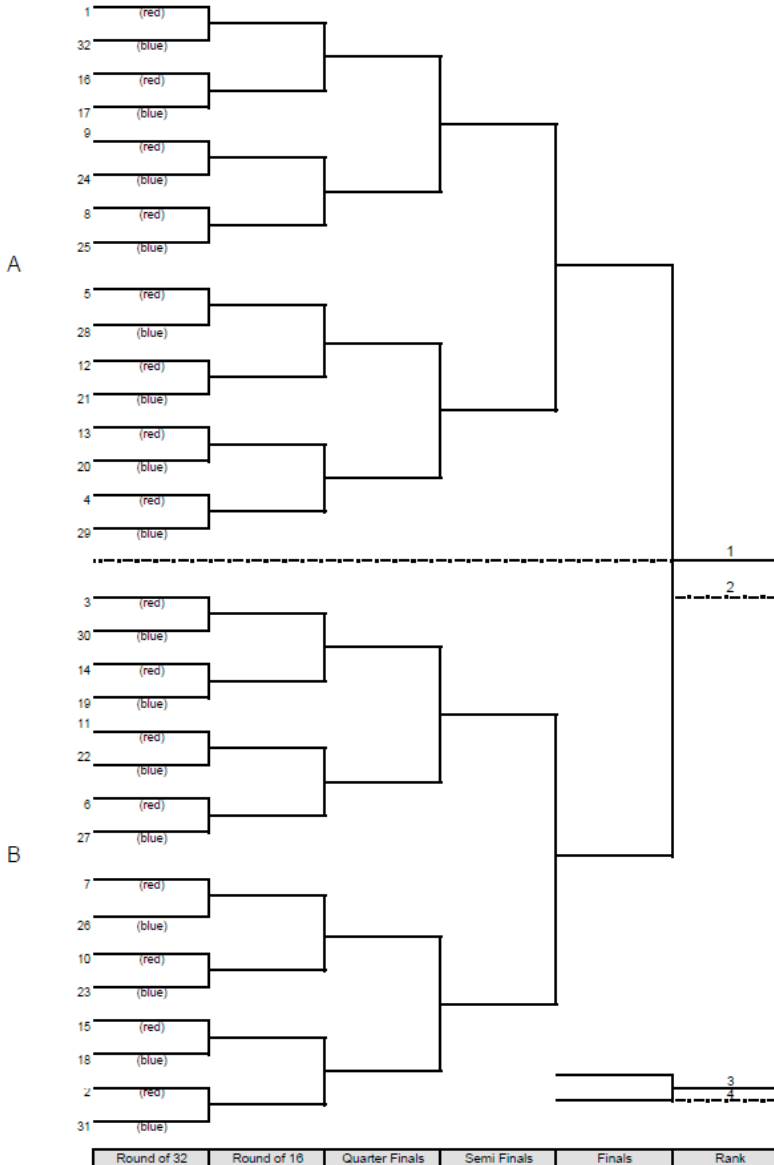 1 (red)
32 (blue)
16 (red)
17 (blue)
9 (red)
24 (blue)
8 (red)
25 (blue)
A
5 (red)
28 (blue)
12 (red)
21 (blue)
13 (red)
20 (blue)
4 (red)
29 (blue)
1
2
3 (red)
30 (blue)
14 (red)
19 (blue)
11 (red)
22 (blue)
6 (red)
27 (blue)
B
7 (red)
26 (blue)
10 (red)
23 (blue)
15 (red)
18 (blue)
3
2 (red)
4
31 (blue)
Round of 32 Round of 16 Quarter Finals Semi Finals Finals Rank